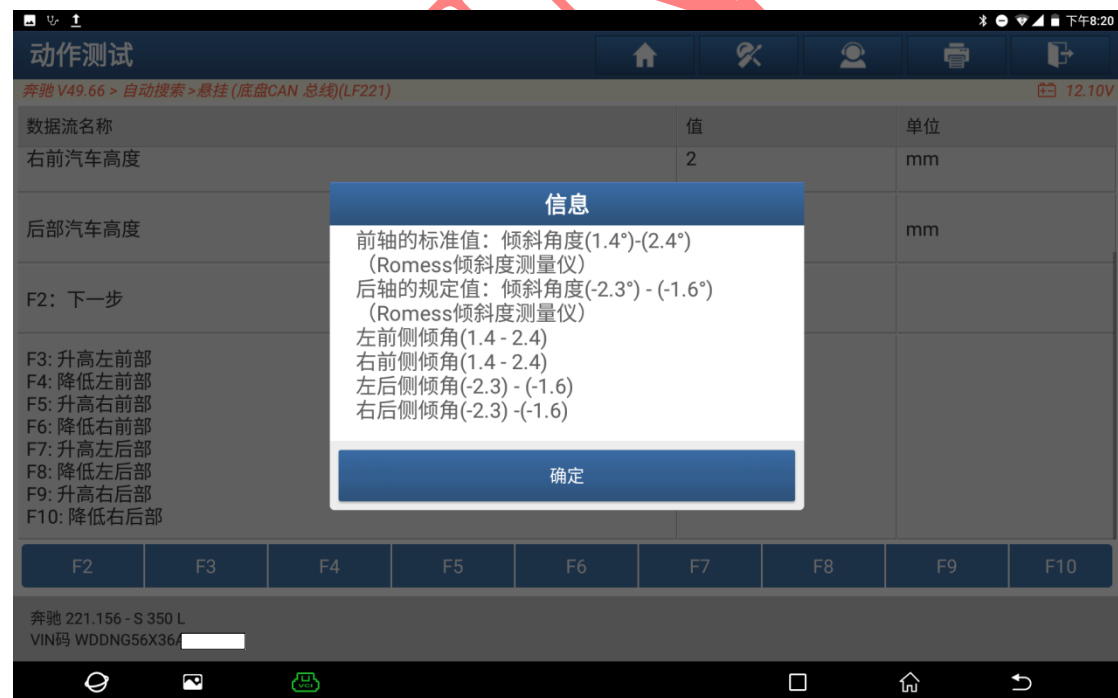 下午8:20
动作测试
奔驰 V49.66 > 自动搜索 > 悬挂 (底盘CAN 总线)(LF221)
12.10V
数据流名称 值 单位
右前汽车高度 2 mm
后部汽车高度 mm
F2：下一步
F3: 升高左前部
F4: 降低左前部
F5: 升高右前部
F6: 降低右前部
F7: 升高左后部
F8: 降低左后部
F9: 升高右后部
F10: 降低右后部
信息
前轴的标准值：倾斜角度(1.4°)-(2.4°)
（Romess倾斜度测量仪）
后轴的规定值：倾斜角度(-2.3°) - (-1.6°)
（Romess倾斜度测量仪）
左前侧倾角(1.4 - 2.4)
右前侧倾角(1.4 - 2.4)
左后侧倾角(-2.3) - (-1.6)
右后侧倾角(-2.3) -(-1.6)
确定
F2 F3 F4 F5 F6 F7 F8 F9 F10
奔驰 221.156 - S 350 L
VIN码 WDDNG56X36A
VCI